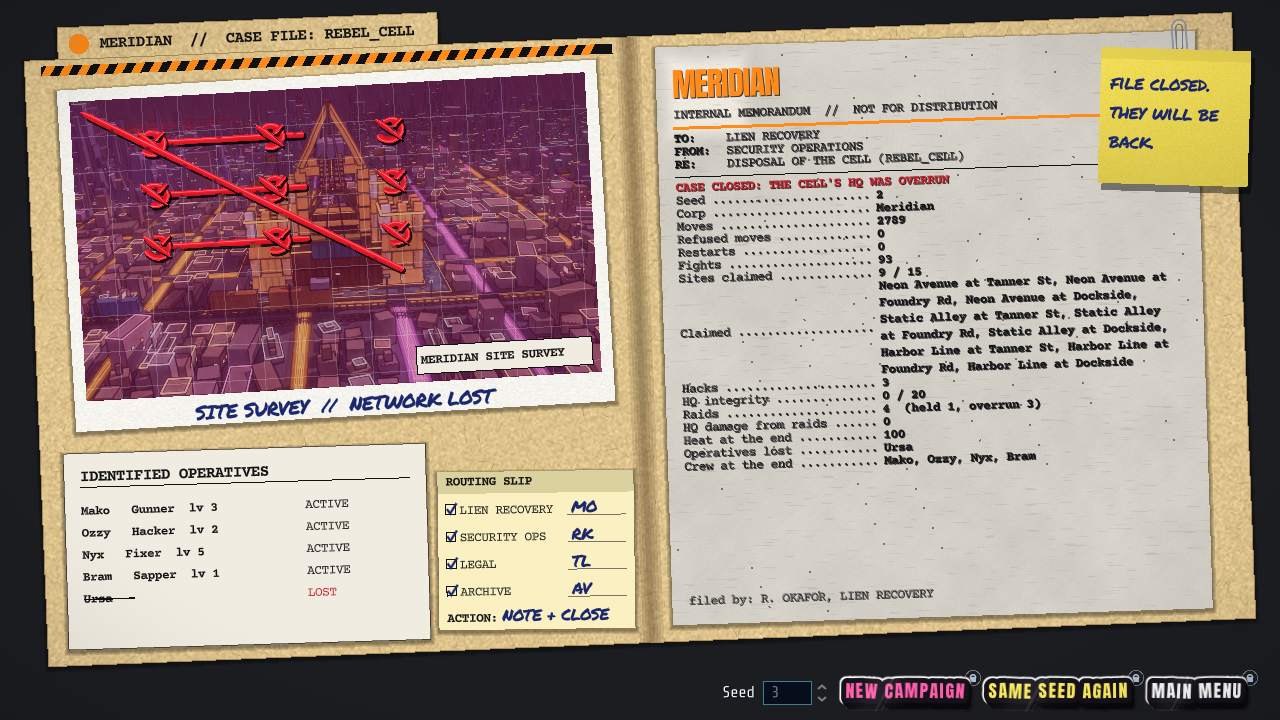 MERIDIAN // CASE FILE: REBEL_CELL
MERIDIAN SITE SURVEY
SITE SURVEY // NETWORK LOST
IDENTIFIED OPERATIVES
Mako Gunner lv 3 ACTIVE
Ozzy Hacker lv 2 ACTIVE
Nyx Fixer lv 5 ACTIVE
Bram Sapper lv 1 ACTIVE
Ursa — LOST
ROUTING SLIP
LIEN RECOVERY MO
SECURITY OPS RK
LEGAL TL
ARCHIVE AV
ACTION: NOTE + CLOSE
MERIDIAN
INTERNAL MEMORANDUM // NOT FOR DISTRIBUTION
TO: LIEN RECOVERY
FROM: SECURITY OPERATIONS
RE: DISPOSAL OF THE CELL (REBEL_CELL)
CASE CLOSED: THE CELL'S HQ WAS OVERRUN
Seed ........................ 2
Corp ........................ Meridian
Moves ....................... 2789
Refused moves ............... 0
Restarts .................... 0
Fights ...................... 93
Sites claimed ............... 9 / 15
Claimed ..................... Neon Avenue at Tanner St, Neon Avenue at
Foundry Rd, Neon Avenue at Dockside,
Static Alley at Tanner St, Static Alley
at Foundry Rd, Static Alley at Dockside,
Harbor Line at Tanner St, Harbor Line at
Foundry Rd, Harbor Line at Dockside
Hacks ....................... 3
HQ integrity ................ 0 / 20
Raids ....................... 4 (held 1, overrun 3)
HQ damage from raids ...... 0
Heat at the end ............ 100
Operatives lost ............ Ursa
Crew at the end ............ Mako, Ozzy, Nyx, Bram
filed by: R. OKAFOR, LIEN RECOVERY
FILE CLOSED.
THEY WILL BE
BACK.
Seed 3
NEW CAMPAIGN
SAME SEED AGAIN
MAIN MENU